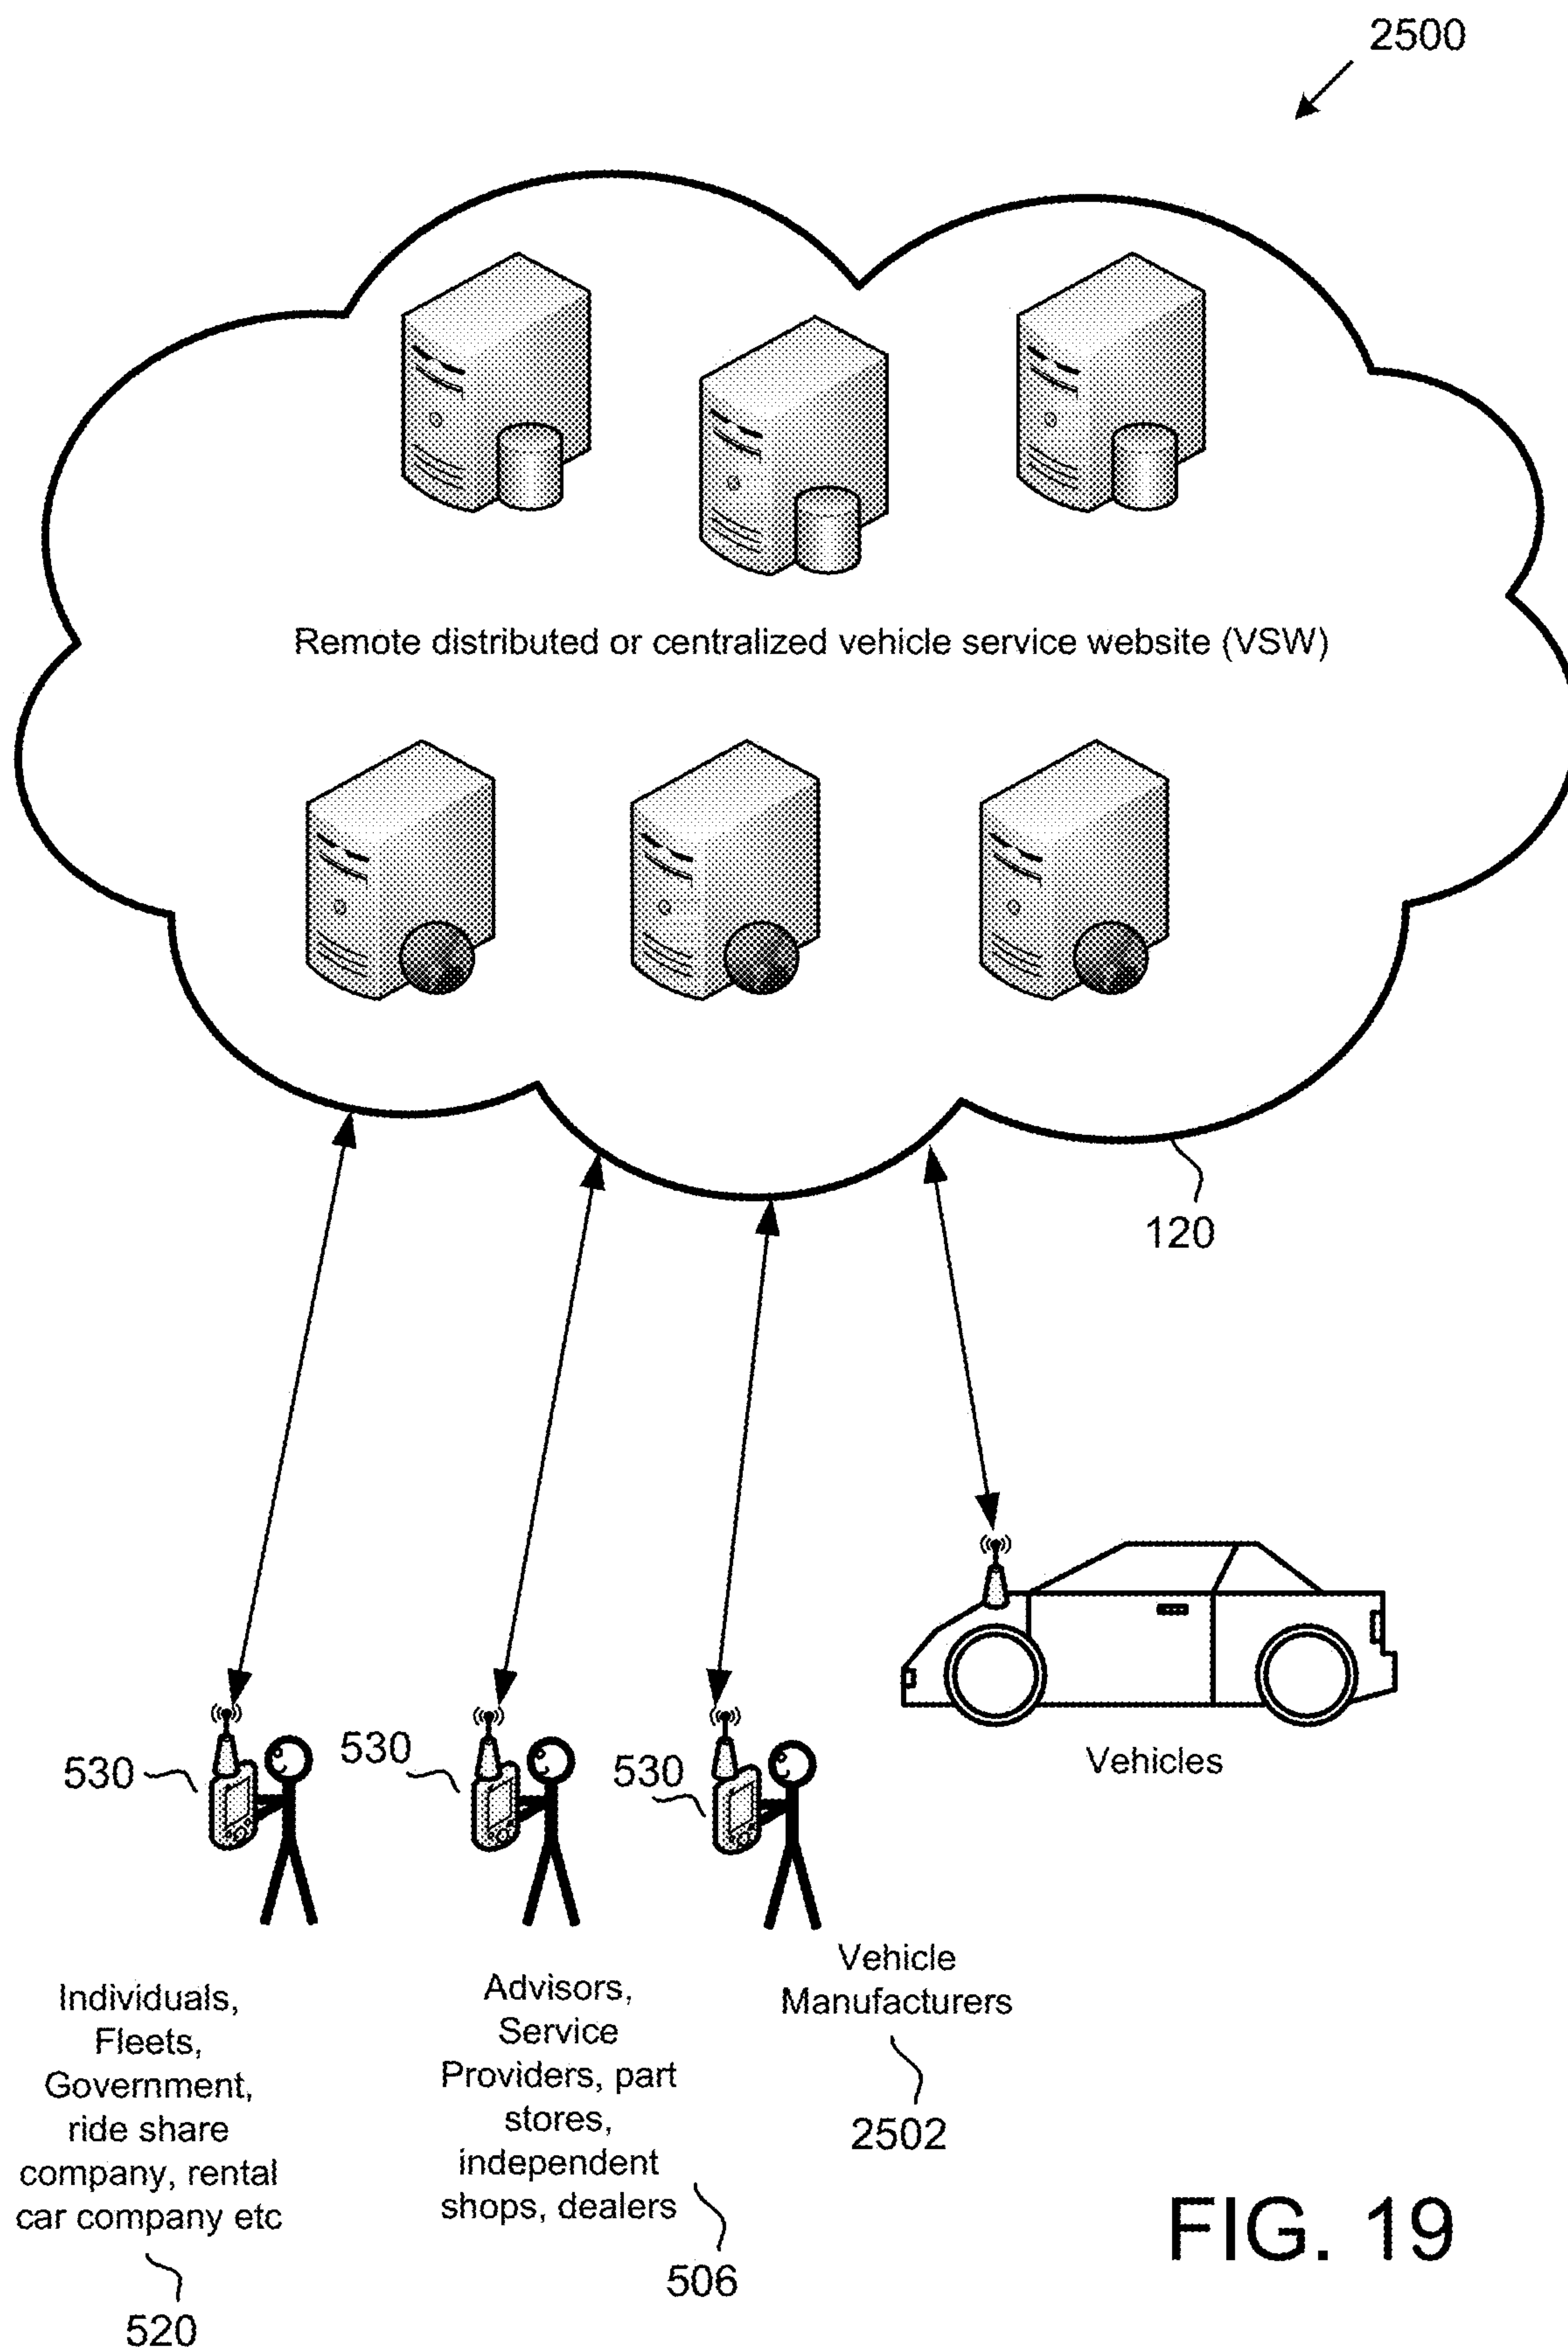 2500
Remote distributed or centralized vehicle service website (VSW)
120
530
530
530
Vehicles
Individuals,
Fleets,
Government,
ride share
company, rental
car company etc
520
Advisors,
Service
Providers, part
stores,
independent
shops, dealers
506
Vehicle
Manufacturers
2502
FIG. 19